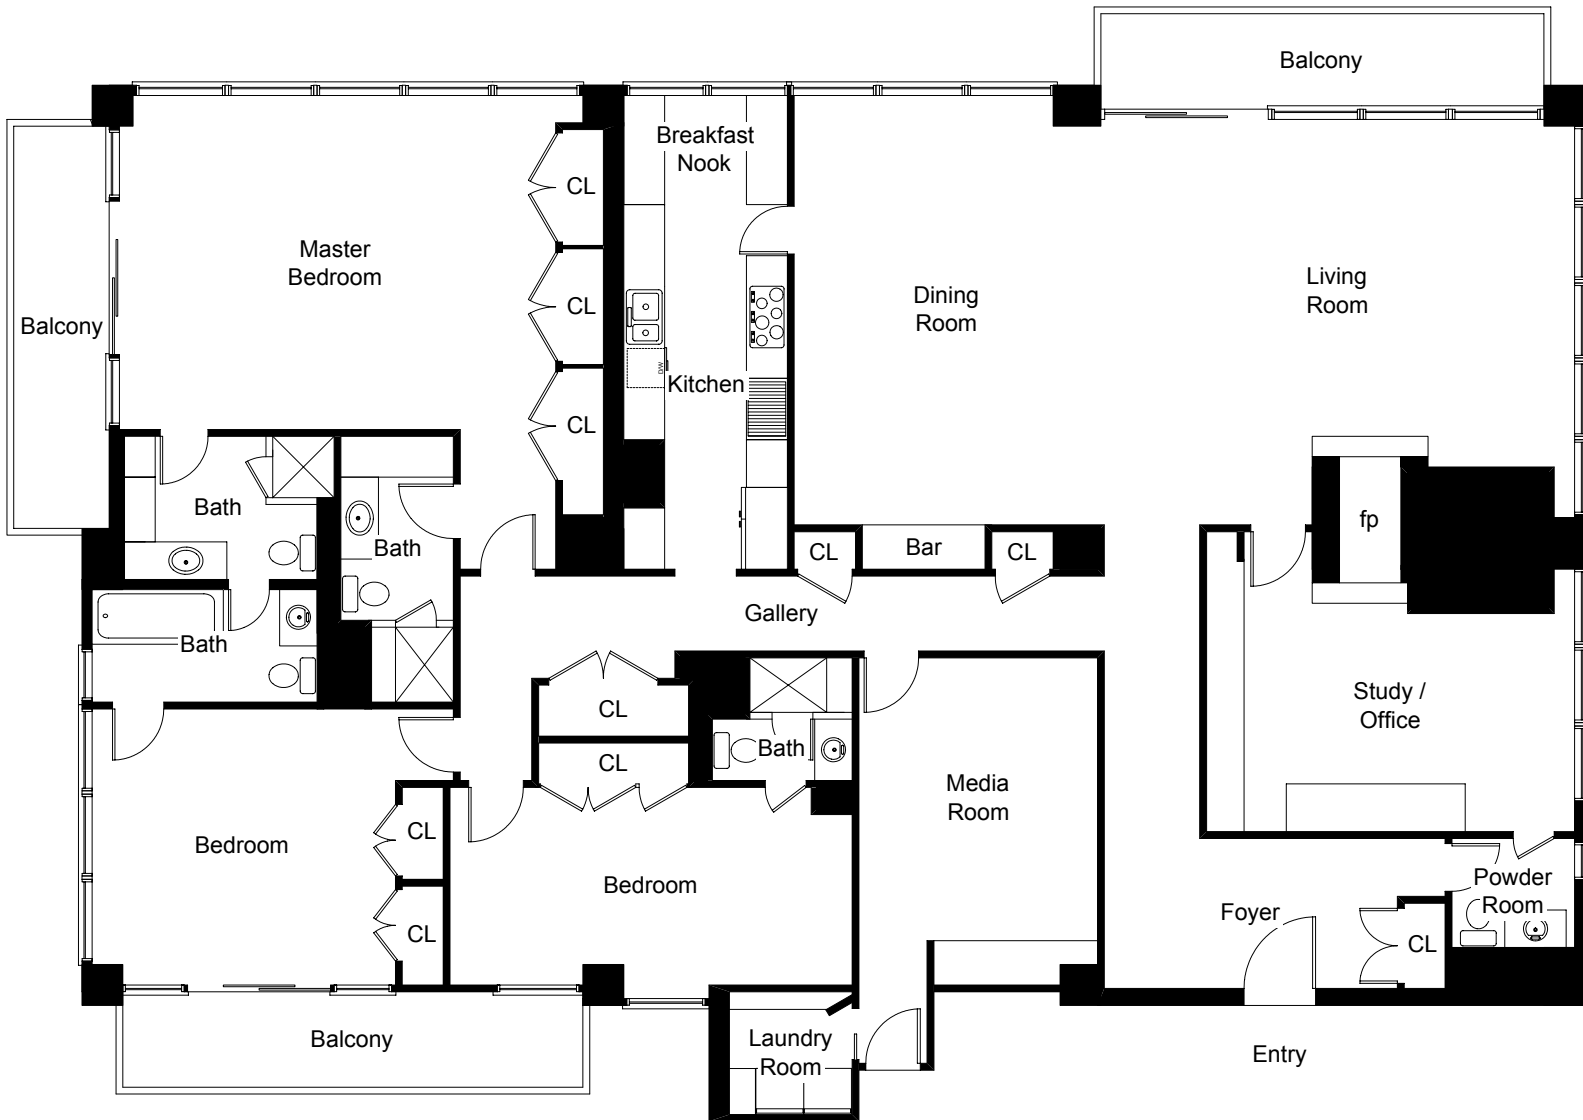 Balcony
Breakfast
Nook
CL
Master
Bedroom
Balcony
CL
Dining
Room
Living
Room
D/W
Kitchen
CL
Bath
Bath
CL
Bar
CL
fp
Gallery
Bath
CL
Study /
Office
CL
Bath
Media
Room
Bedroom
CL
Bedroom
CL
Powder
Room
Foyer
CL
Balcony
Laundry
Room
Entry